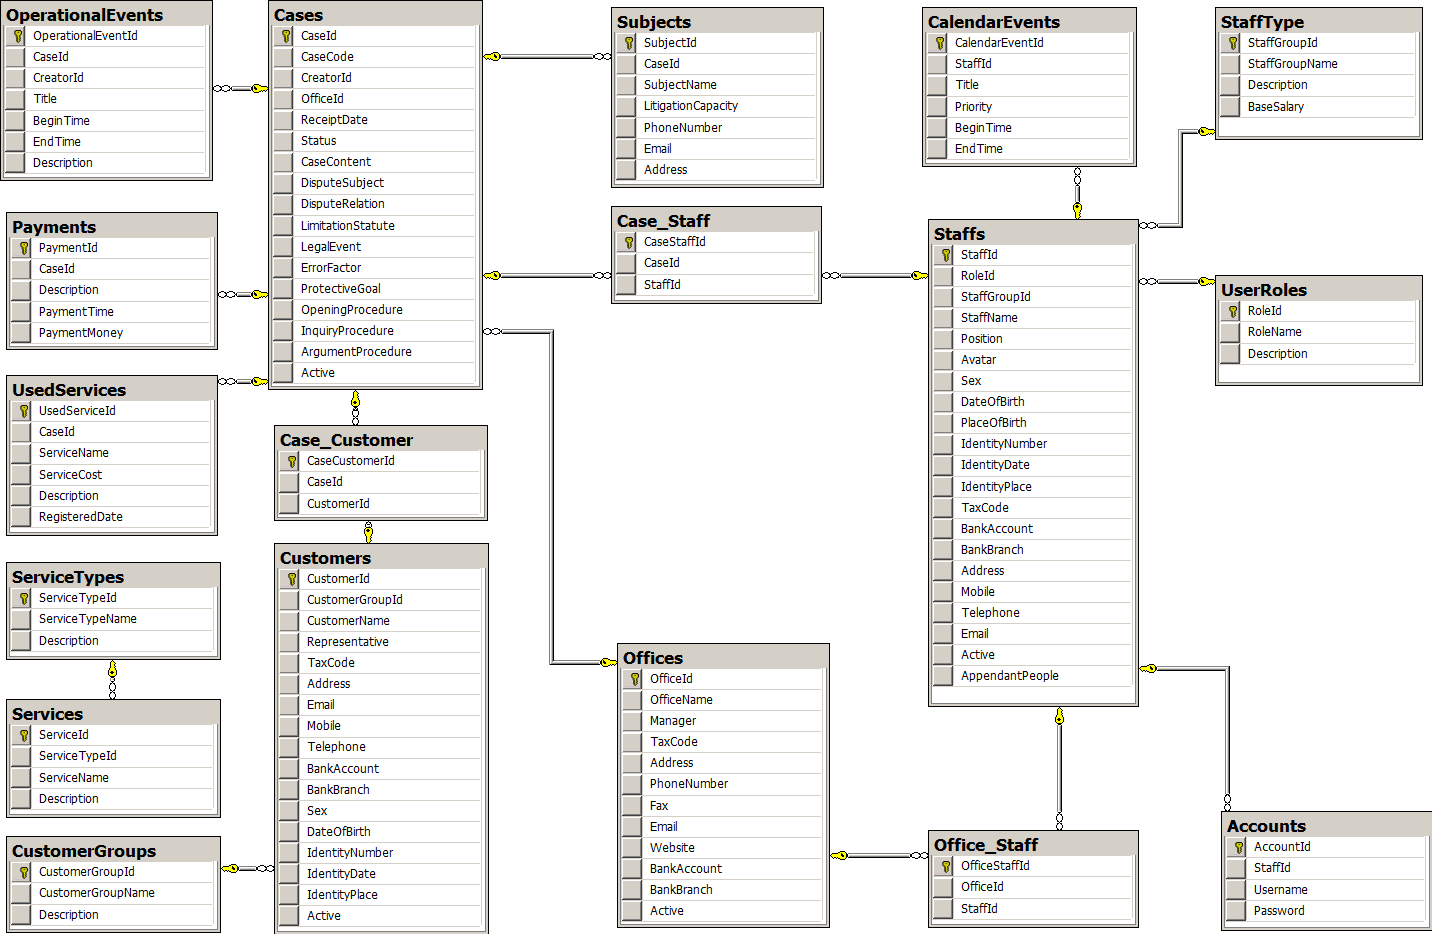 OperationalEvents
OperationalEventId
CaseId
CreatorId
Title
BeginTime
EndTime
Description
Cases
CaseId
CaseCode
CreatorId
OfficeId
ReceiptDate
Status
CaseContent
DisputeSubject
DisputeRelation
LimitationStatute
LegalEvent
ErrorFactor
ProtectiveGoal
OpeningProcedure
InquiryProcedure
ArgumentProcedure
Active
Subjects
SubjectId
CaseId
SubjectName
LitigationCapacity
PhoneNumber
Email
Address
CalendarEvents
CalendarEventId
StaffId
Title
Priority
BeginTime
EndTime
StaffType
StaffGroupId
StaffGroupName
Description
BaseSalary
Payments
PaymentId
CaseId
Description
PaymentTime
PaymentMoney
Case_Staff
CaseStaffId
CaseId
StaffId
Staffs
StaffId
RoleId
StaffGroupId
StaffName
Position
Avatar
Sex
DateOfBirth
PlaceOfBirth
IdentityNumber
IdentityDate
IdentityPlace
TaxCode
BankAccount
BankBranch
Address
Mobile
Telephone
Email
Active
AppendantPeople
UserRoles
RoleId
RoleName
Description
UsedServices
UsedServiceId
CaseId
ServiceName
ServiceCost
Description
RegisteredDate
Case_Customer
CaseCustomerId
CaseId
CustomerId
ServiceTypes
ServiceTypeId
ServiceTypeName
Description
Customers
CustomerId
CustomerGroupId
CustomerName
Representative
TaxCode
Address
Email
Mobile
Telephone
BankAccount
BankBranch
Sex
DateOfBirth
IdentityNumber
IdentityDate
IdentityPlace
Active
Offices
OfficeId
OfficeName
Manager
TaxCode
Address
PhoneNumber
Fax
Email
Website
BankAccount
BankBranch
Active
Services
ServiceId
ServiceTypeId
ServiceName
Description
CustomerGroups
CustomerGroupId
CustomerGroupName
Description
Office_Staff
OfficeStaffId
OfficeId
StaffId
Accounts
AccountId
StaffId
Username
Password